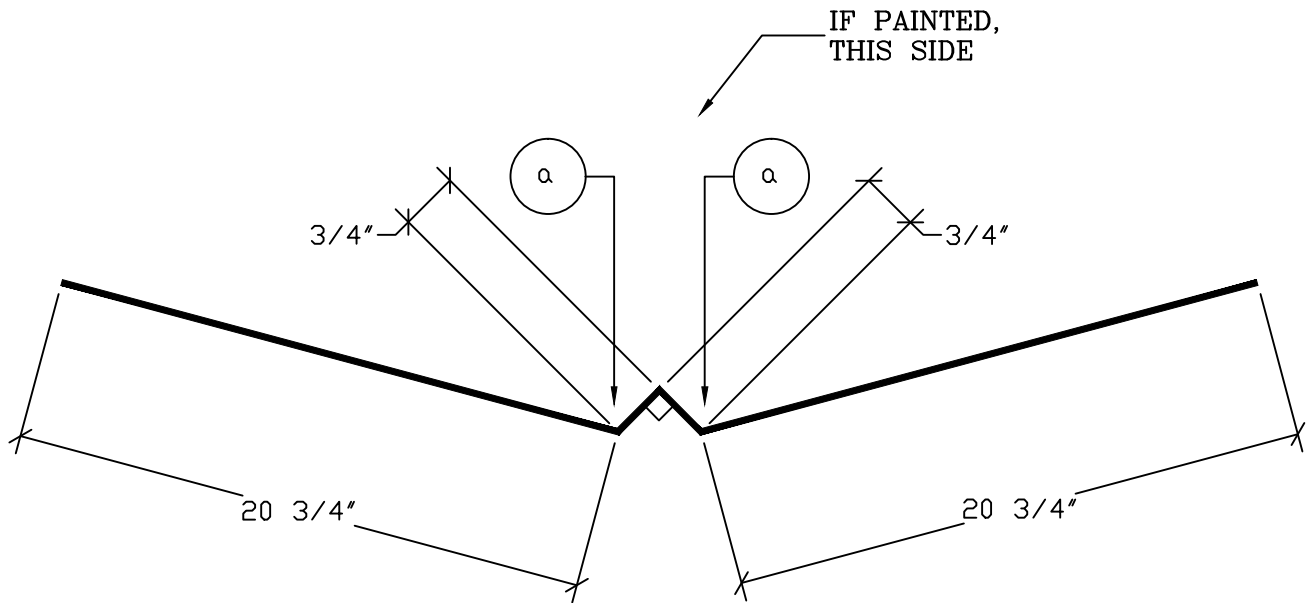 IF PAINTED,
THIS SIDE
a
a
3/4"
3/4"
20 3/4"
20 3/4"